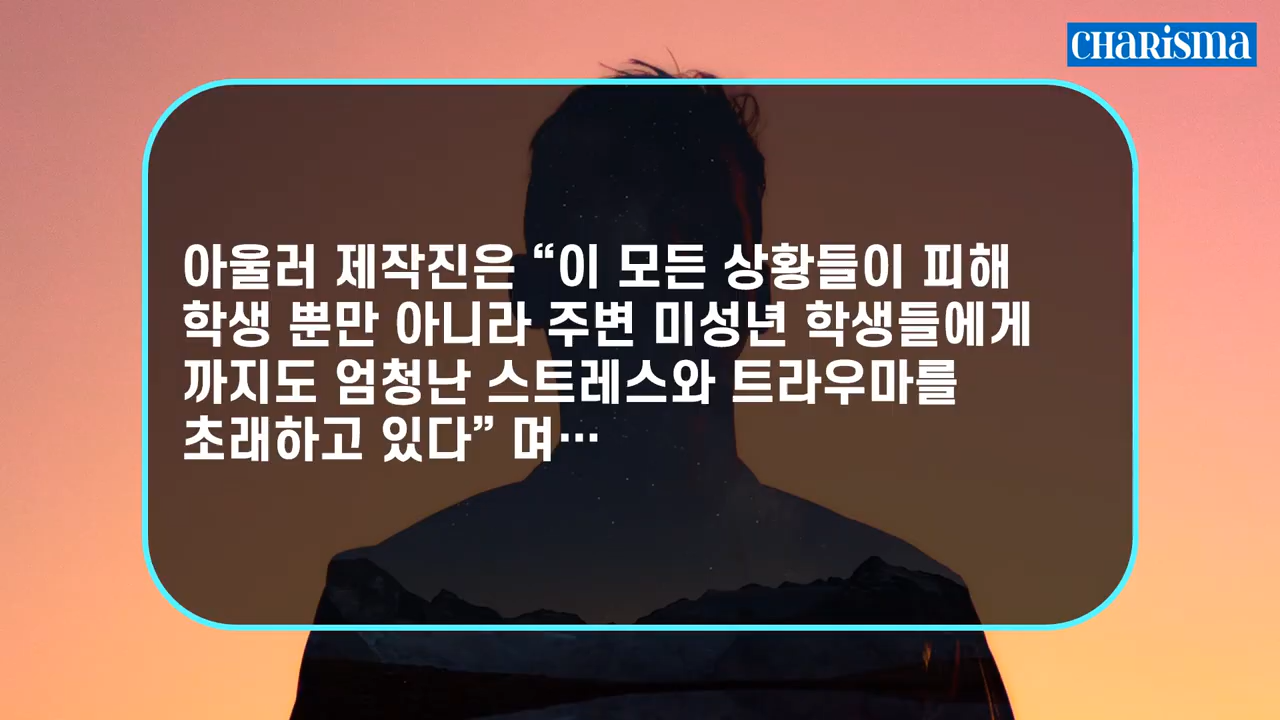 CHARISMA
아울러 제작진은 “이 모든 상황들이 피해
학생 뿐만 아니라 주변 미성년 학생들에게
까지도 엄청난 스트레스와 트라우마를
초래하고 있다” 며…